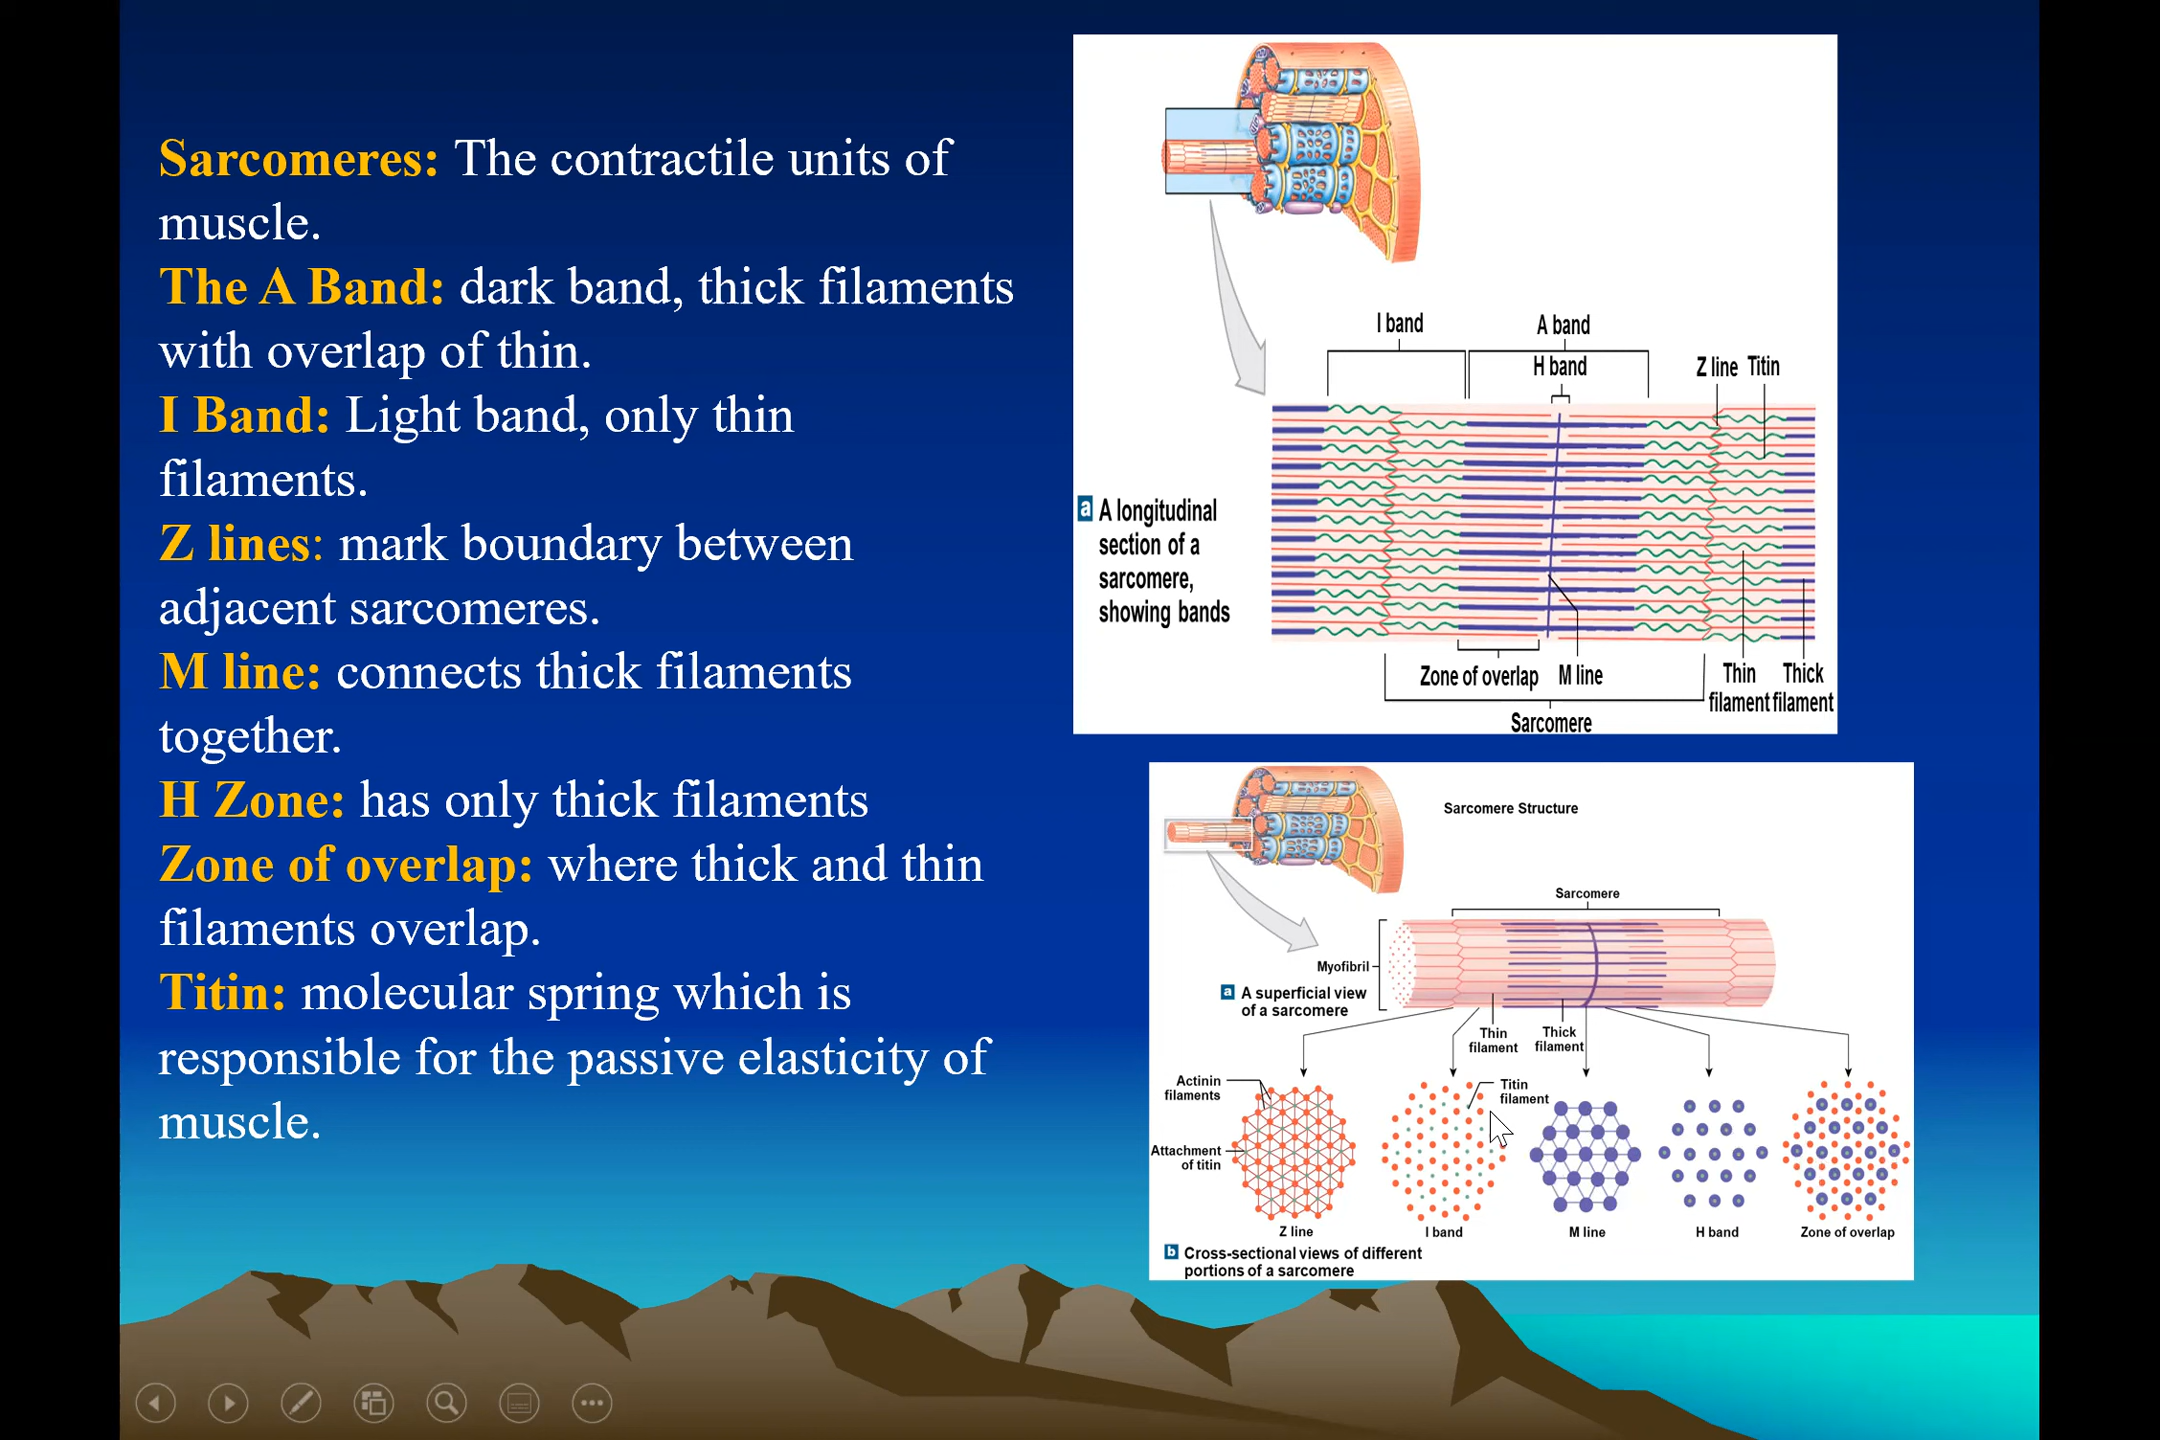 Sarcomeres: The contractile units of
muscle.
The A Band: dark band, thick filaments
with overlap of thin.
I Band: Light band, only thin
filaments.
Z lines: mark boundary between
adjacent sarcomeres.
M line: connects thick filaments
together.
H Zone: has only thick filaments
Zone of overlap: where thick and thin
filaments overlap.
Titin: molecular spring which is
responsible for the passive elasticity of
muscle.
I band
A band
H band
Z line
Titin
a A longitudinal
section of a
sarcomere,
showing bands
Zone of overlap
M line
Thin
filament
Thick
filament
Sarcomere
Sarcomere Structure
Sarcomere
Myofibril
a A superficial view
of a sarcomere
Thin
filament
Thick
filament
Actinin
filaments
Titin
filament
Attachment
of titin
Z line
I band
M line
H band
Zone of overlap
b Cross-sectional views of different
portions of a sarcomere